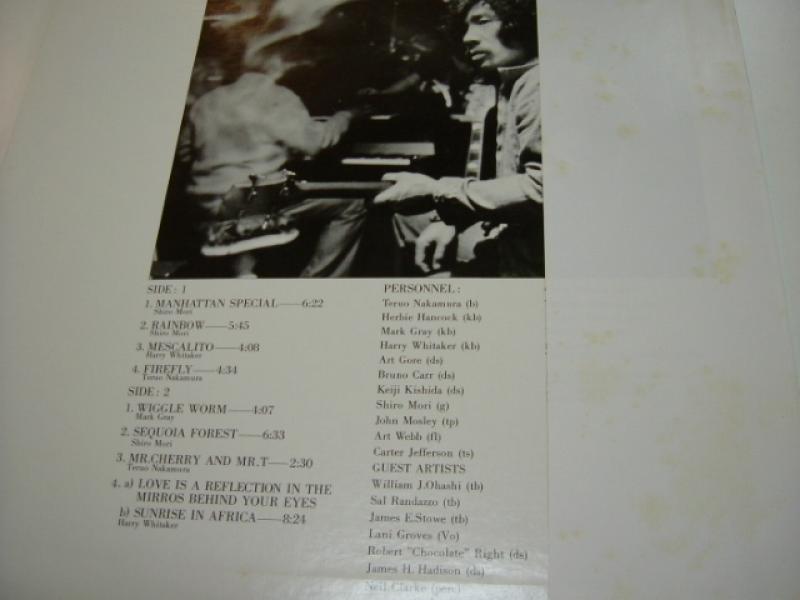 SIDE : 1
1. MANHATTAN SPECIAL——6:22
Shiro Mori
2. RAINBOW——5:45
Shiro Mori
3. MESCALITO——4:08
Harry Whitaker
4. FIREFLY——4:34
Teruo Nakamura
SIDE : 2
1. WIGGLE WORM——4:07
Mark Gray
2. SEQUOIA FOREST——6:33
Shiro Mori
3. MR.CHERRY AND MR.T——2:30
Teruo Nakamura
4. a) LOVE IS A REFLECTION IN THE
MIRROS BEHIND YOUR EYES
b) SUNRISE IN AFRICA——8:24
Harry Whitaker
PERSONNEL :
Teruo Nakamura (b)
Herbie Hancock (kb)
Mark Gray (kb)
Harry Whitaker (kb)
Art Gore (ds)
Bruno Carr (ds)
Keiji Kishida (ds)
Shiro Mori (g)
John Mosley (tp)
Art Webb (fl)
Carter Jefferson (ts)
GUEST ARTISTS
William J.Ohashi (tb)
Sal Randazzo (tb)
James E.Stowe (tb)
Lani Groves (Vo)
Robert "Chocolate" Right (ds)
James H. Hadison (ds)
Neil Clarke (perc)